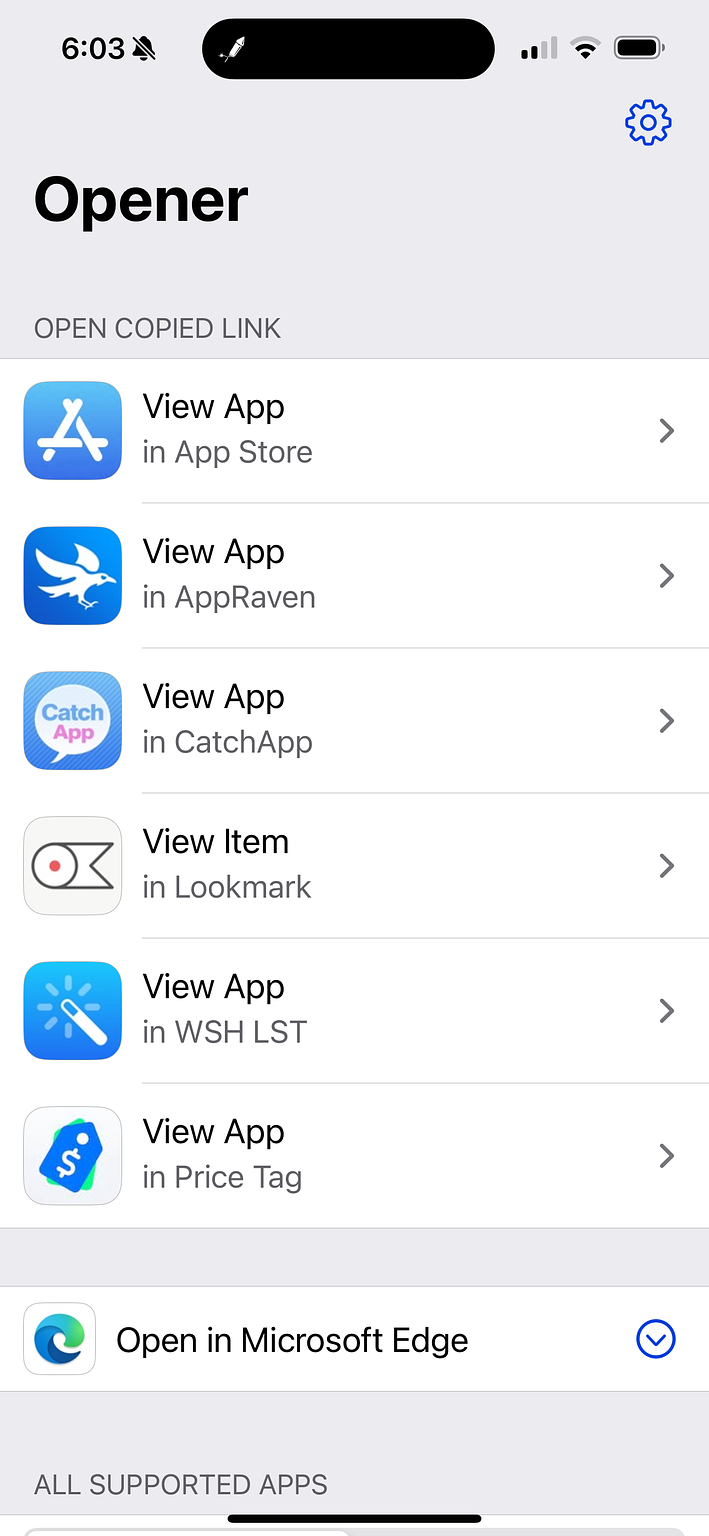 6:03
Opener
OPEN COPIED LINK
View App
in App Store
View App
in AppRaven
Catch
App
View App
in CatchApp
View Item
in Lookmark
View App
in WSH LST
$
View App
in Price Tag
Open in Microsoft Edge
ALL SUPPORTED APPS